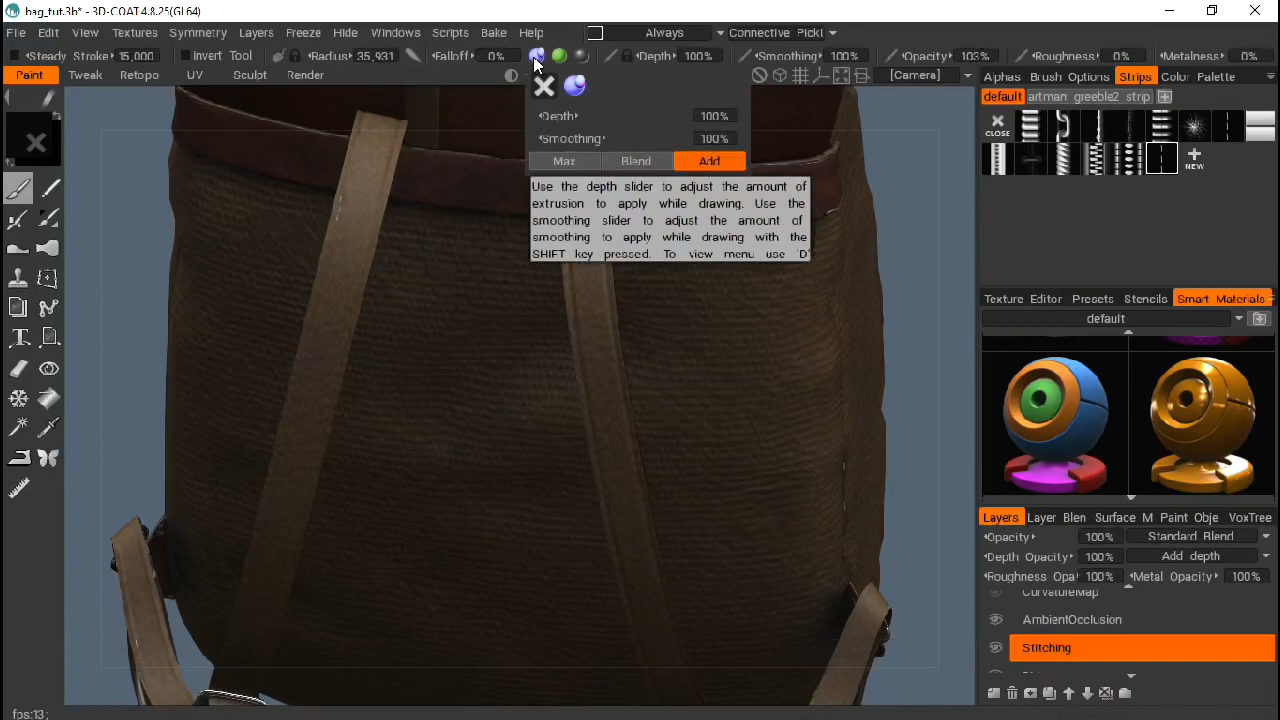 bag_tut.3b* - 3D-COAT 4.8.25(GL64)
File Edit View Textures Symmetry Layers Freeze Hide Windows Scripts Bake Help Always Connective Picki
Steady Stroke 15,000 Invert Tool Radius 35,931 Falloff 0% Depth 100% Smoothing 100% Opacity 103% Roughness 0% Metalness 0%
Paint Tweak Retopo UV Sculpt Render [Camera] Alphas Brush Options Strips Color Palette
default artman_greeble2_strip
CLOSE
NEW
Depth 100%
Smoothing 100%
Max Blend Add
Use the depth slider to adjust the amount of
extrusion to apply while drawing. Use the
smoothing slider to adjust the amount of
smoothing to apply while drawing with the
SHIFT key pressed. To view menu use 'D'
Texture Editor Presets Stencils Smart Materials
default
Layers Layer Blen Surface M Paint Obje VoxTree
Opacity 100% Standard Blend
Depth Opacity 100% Add depth
Roughness Opa 100% Metal Opacity 100%
CurvatureMap
AmbientOcclusion
Stitching
fps:13;